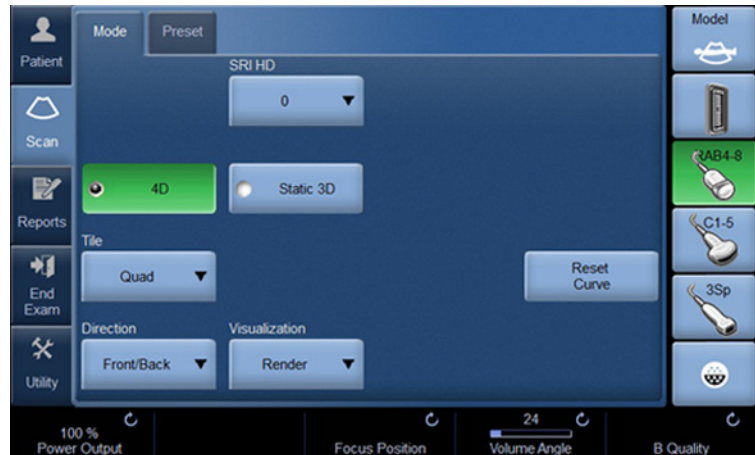 Patient
Scan
Reports
End
Exam
Utility
Mode
Preset
SRI HD
0
4D
Static 3D
Tile
Quad
Reset
Curve
Direction
Front/Back
Visualization
Render
Model
RAB4-8
C1-5
3Sp
100 %
Power Output
Focus Position
24
Volume Angle
B Quality